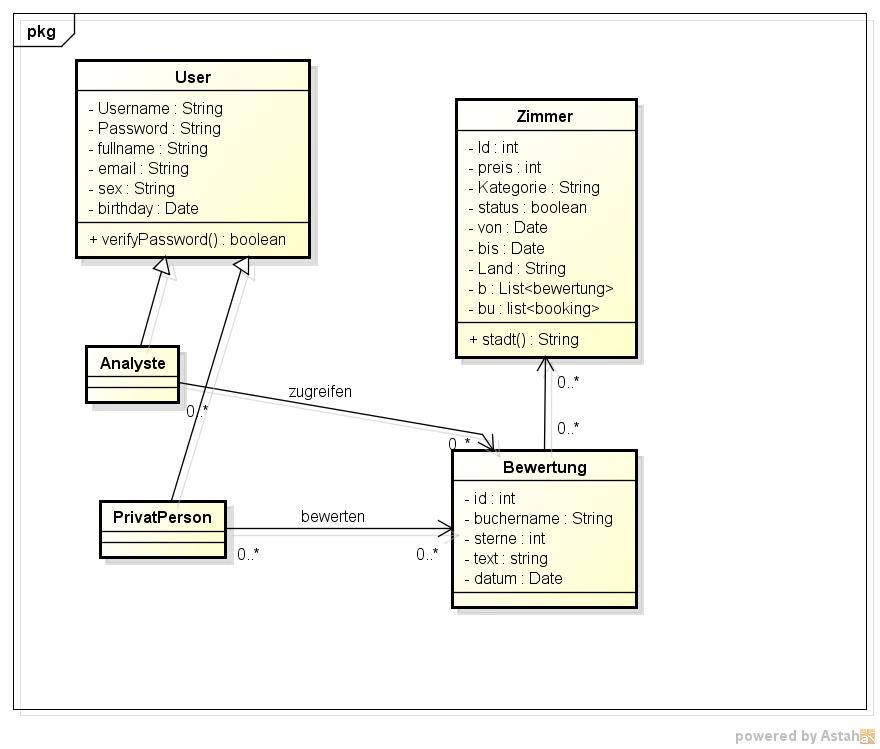 pkg
User
- Username : String
- Password : String
- fullname : String
- email : String
- sex : String
- birthday : Date
+ verifyPassword() : boolean
Zimmer
- Id : int
- preis : int
- Kategorie : String
- status : boolean
- von : Date
- bis : Date
- Land : String
- b : List<bewertung>
- bu : list<booking>
+ stadt() : String
Analyste
zugreifen
0..*
0..*
0..*
0..*
Bewertung
- id : int
- buchername : String
- sterne : int
- text : string
- datum : Date
PrivatPerson
bewerten
0..*
0..*
powered by Astah